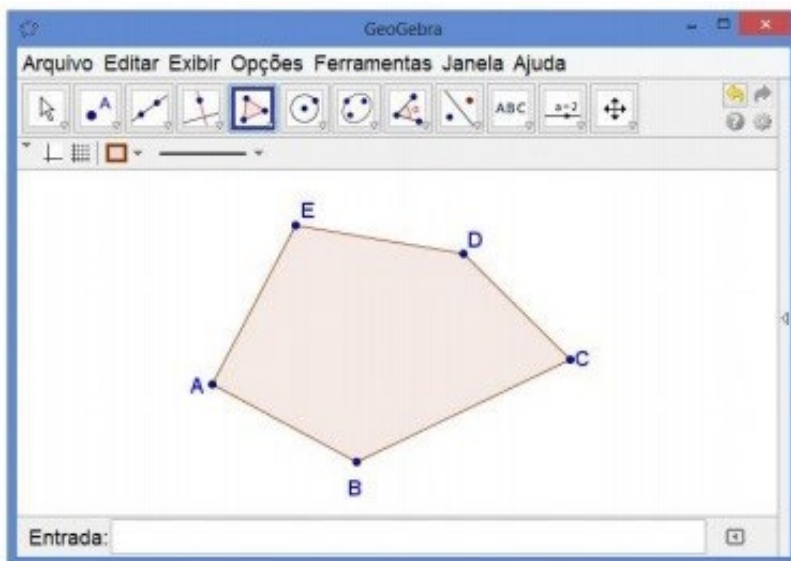 GeoGebra
Arquivo Editar Exibir Opções Ferramentas Janela Ajuda
A ABC a=2
E
D
C
A
B
Entrada: